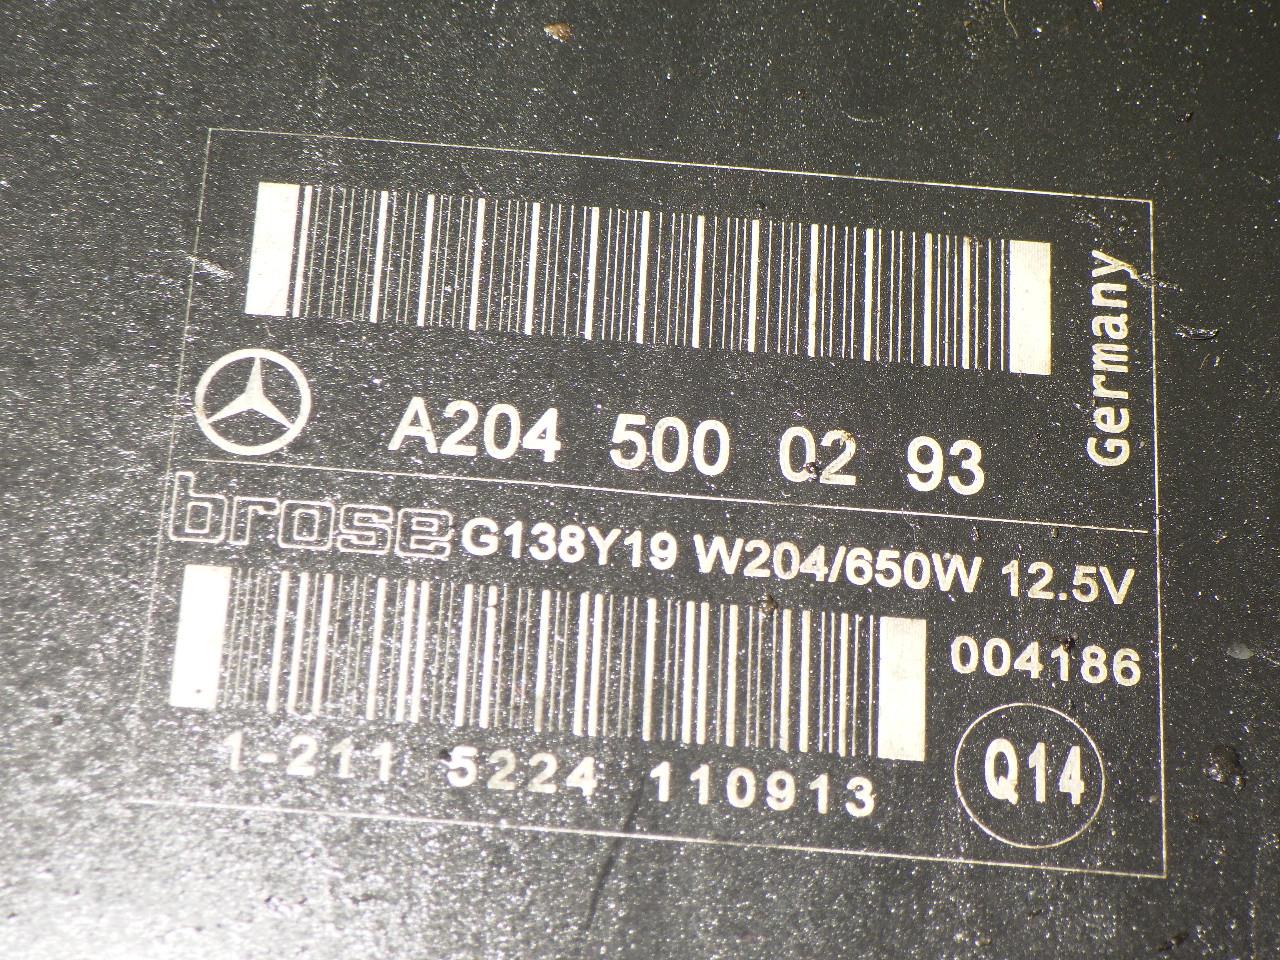 A204 500 02 93
Germany
brose G138Y19 W204/650W 12.5V
004186
1-211 5224 110913
Q14